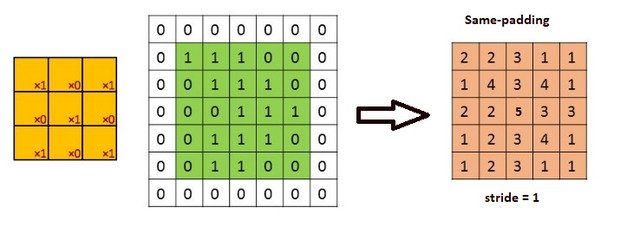 Same-padding
×1 ×0 ×1
×0 ×1 ×0
×1 ×0 ×1
0 0 0 0 0 0 0
0 1 1 1 0 0 0
0 0 1 1 1 0 0
0 0 0 1 1 1 0
0 0 1 1 1 0 0
0 0 1 1 0 0 0
0 0 0 0 0 0 0
2 2 3 1 1
1 4 3 4 1
2 2 5 3 3
1 2 3 4 1
1 2 3 1 1
stride = 1